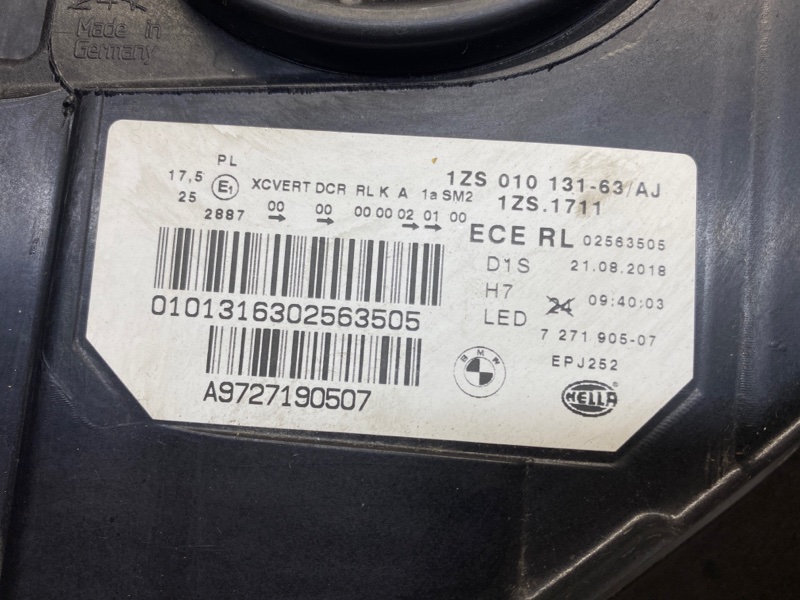 Made in
Germany
PL
17,5 E1 XCVERT DCR RL K A 1a SM2
25
2887 00 → 00 → 00 00 02 → 01 → 00
1ZS 010 131-63/AJ
1ZS.1711
ECE RL 02563505
D1S 21.08.2018
H7 24 09:40:03
LED 7 271 905-07
EPJ252
0101316302563505
A9727190507
BMW
HELLA